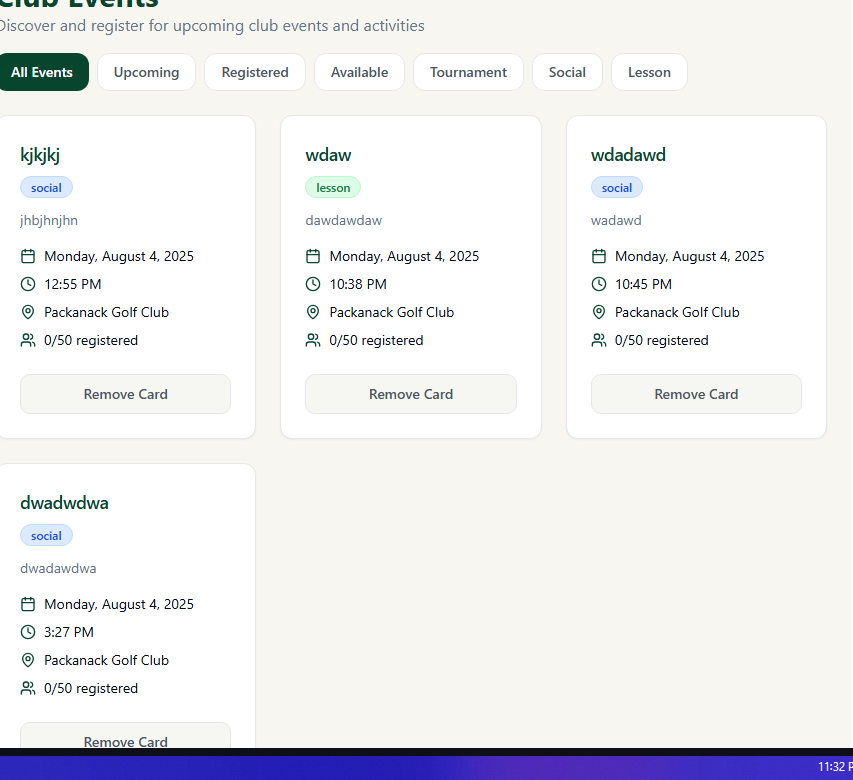 Club Events
Discover and register for upcoming club events and activities
All Events Upcoming Registered Available Tournament Social Lesson
kjkjkj
social
jhbjhnjhn
Monday, August 4, 2025
12:55 PM
Packanack Golf Club
0/50 registered
Remove Card
wdaw
lesson
dawdawdaw
Monday, August 4, 2025
10:38 PM
Packanack Golf Club
0/50 registered
Remove Card
wdadawd
social
wadawd
Monday, August 4, 2025
10:45 PM
Packanack Golf Club
0/50 registered
Remove Card
dwadwdwa
social
dwadawdwa
Monday, August 4, 2025
3:27 PM
Packanack Golf Club
0/50 registered
Remove Card
11:32 P